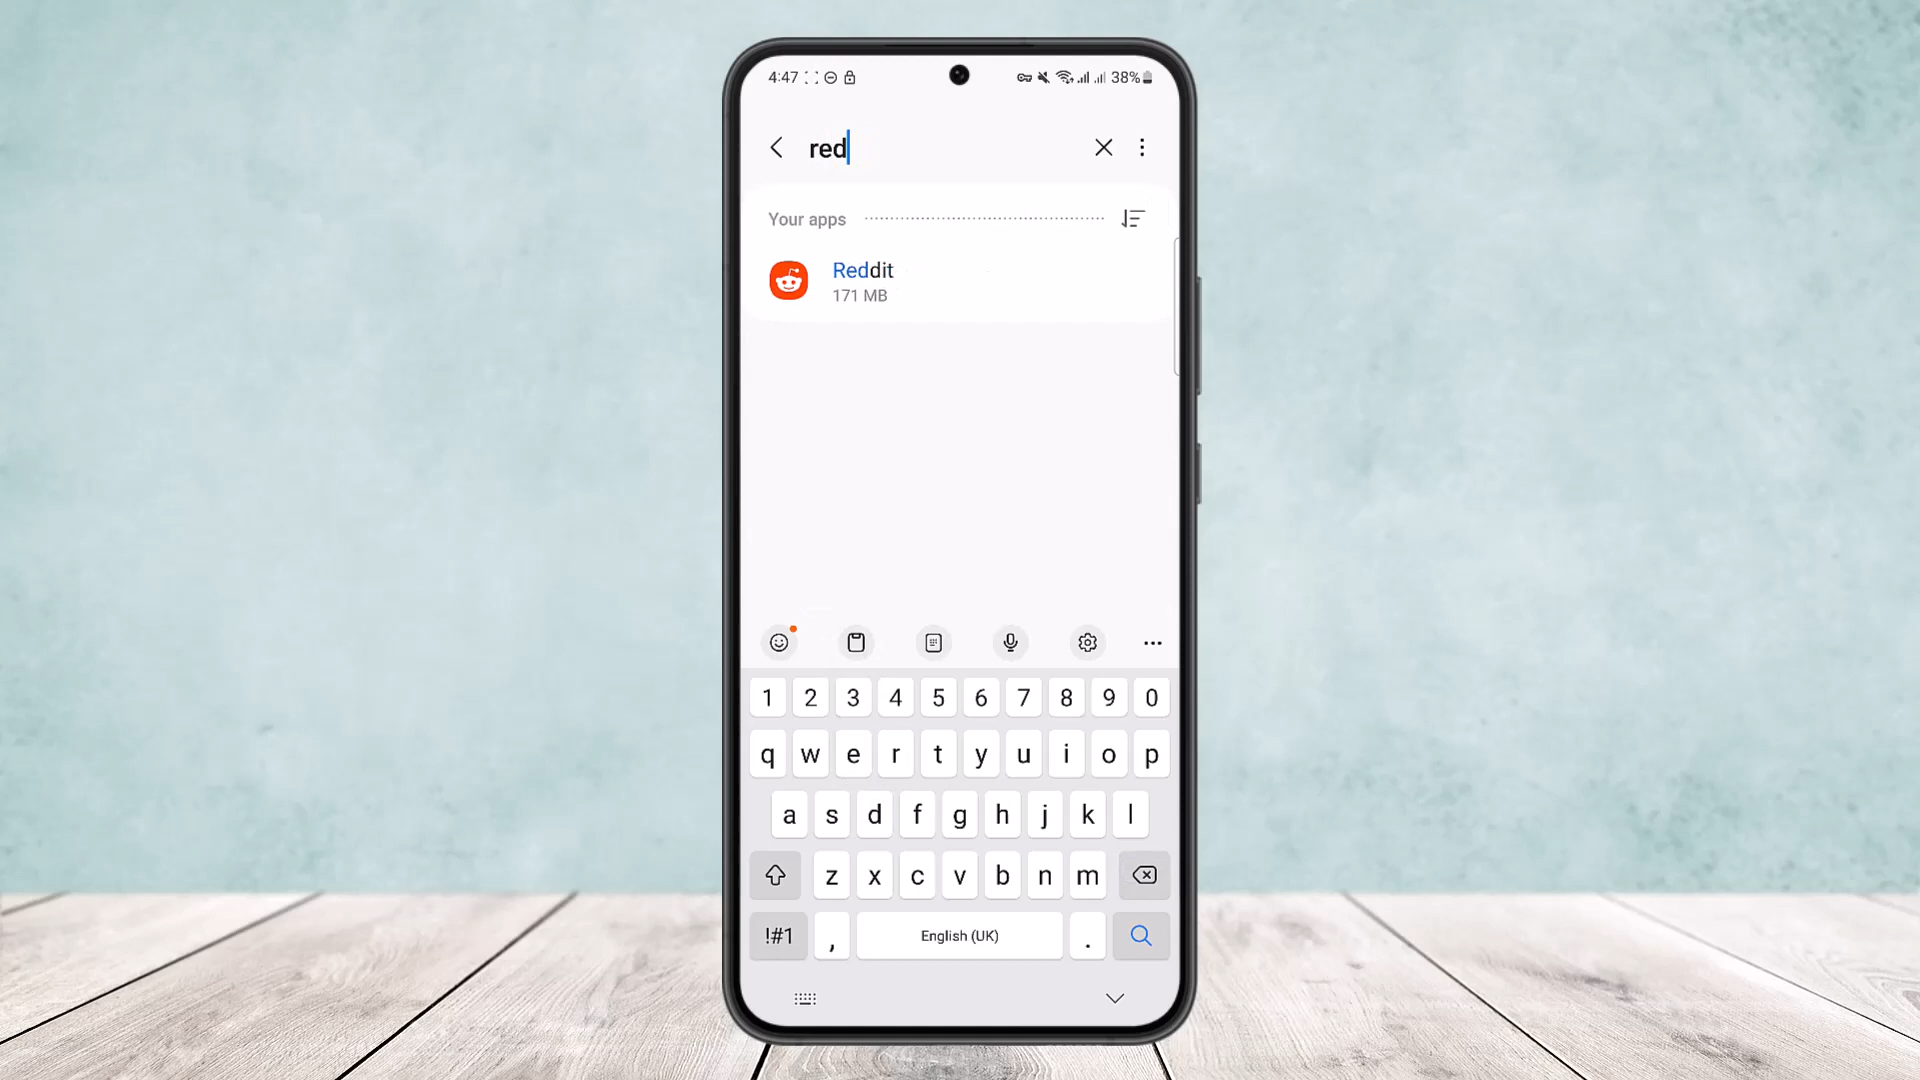 4:47 38%
red
Your apps
Reddit
171 MB
1 2 3 4 5 6 7 8 9 0
q w e r t y u i o p
a s d f g h j k l
z x c v b n m
!#1 , English (UK) .